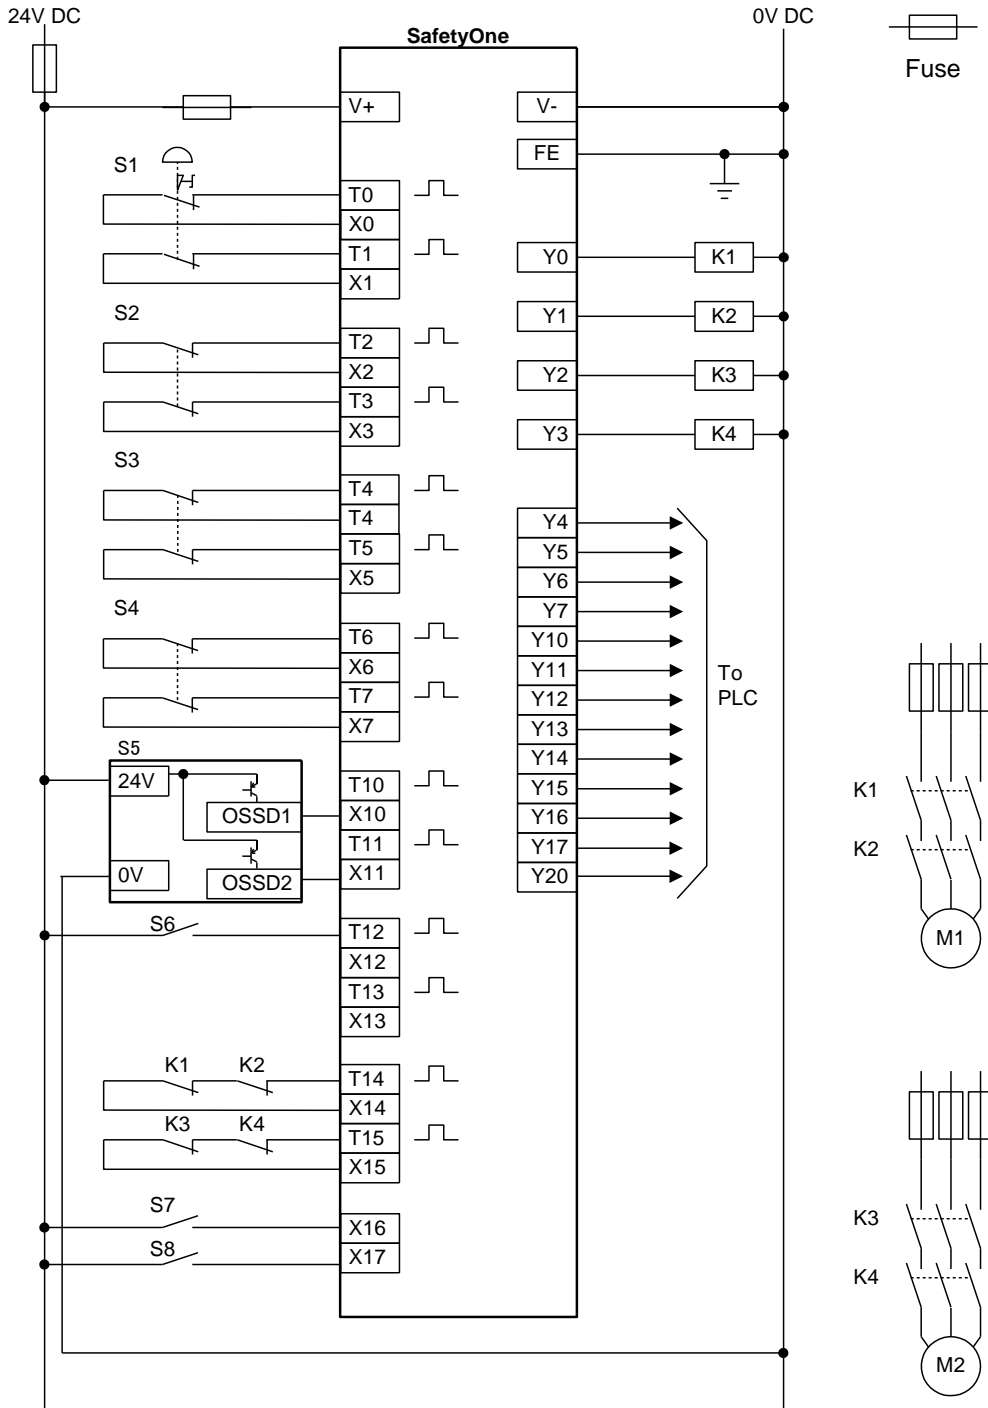 24V DC
0V DC
SafetyOne
Fuse
V+
V-
FE
S1
T0
X0
T1
X1
Y0
K1
S2
Y1
K2
T2
X2
T3
X3
Y2
K3
Y3
K4
S3
T4
T4
T5
X5
Y4
Y5
Y6
Y7
Y10
Y11
Y12
Y13
Y14
Y15
Y16
Y17
Y20
To
PLC
S4
T6
X6
T7
X7
S5
24V
OSSD1
0V
OSSD2
T10
X10
T11
X11
S6
T12
X12
T13
X13
K1
K2
T14
X14
K3
K4
T15
X15
S7
X16
S8
X17
K1
K2
M1
K3
K4
M2